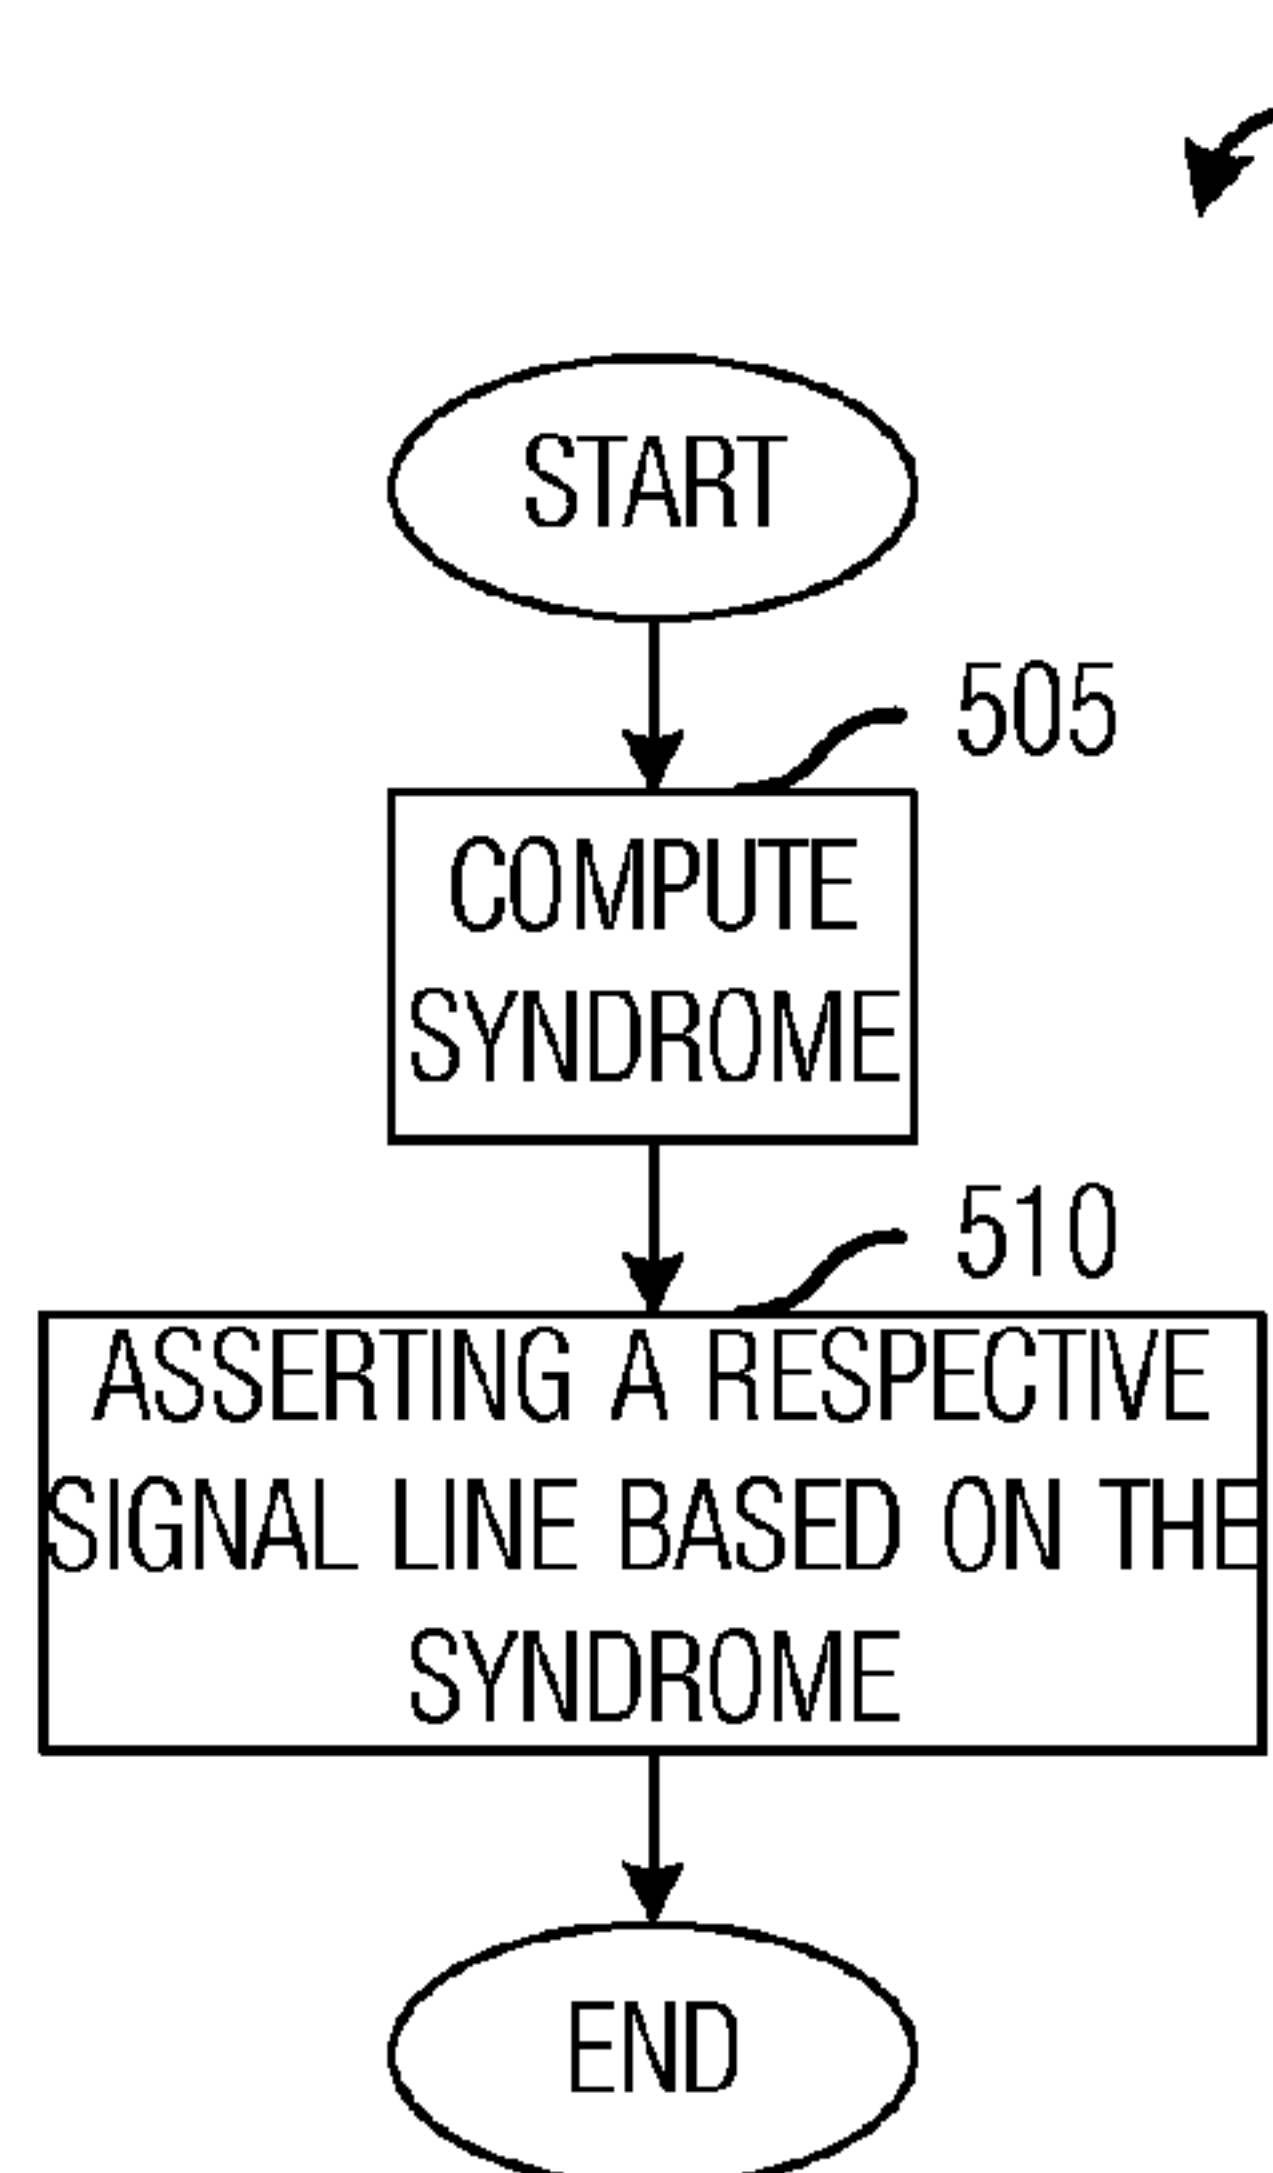 START
505
COMPUTE
SYNDROME
510
ASSERTING A RESPECTIVE
SIGNAL LINE BASED ON THE
SYNDROME
END